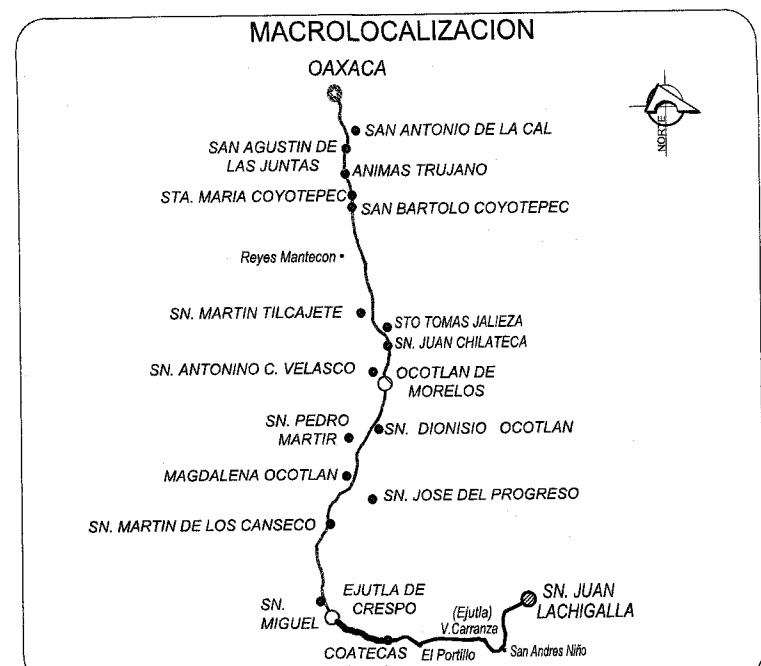 MACROLOCALIZACION
OAXACA
NORTE
SAN ANTONIO DE LA CAL
SAN AGUSTIN DE
LAS JUNTAS
ANIMAS TRUJANO
STA. MARIA COYOTEPEC
SAN BARTOLO COYOTEPEC
Reyes Mantecon
SN. MARTIN TILCAJETE
STO TOMAS JALIEZA
SN. JUAN CHILATECA
SN. ANTONINO C. VELASCO
OCOTLAN DE
MORELOS
SN. PEDRO
MARTIR
SN. DIONISIO OCOTLAN
MAGDALENA OCOTLAN
SN. JOSE DEL PROGRESO
SN. MARTIN DE LOS CANSECO
EJUTLA DE
CRESPO
SN.
MIGUEL
SN. JUAN
LACHIGALLA
(Ejutla)
V.Carranza
COATECAS
El Portillo
San Andres Niño